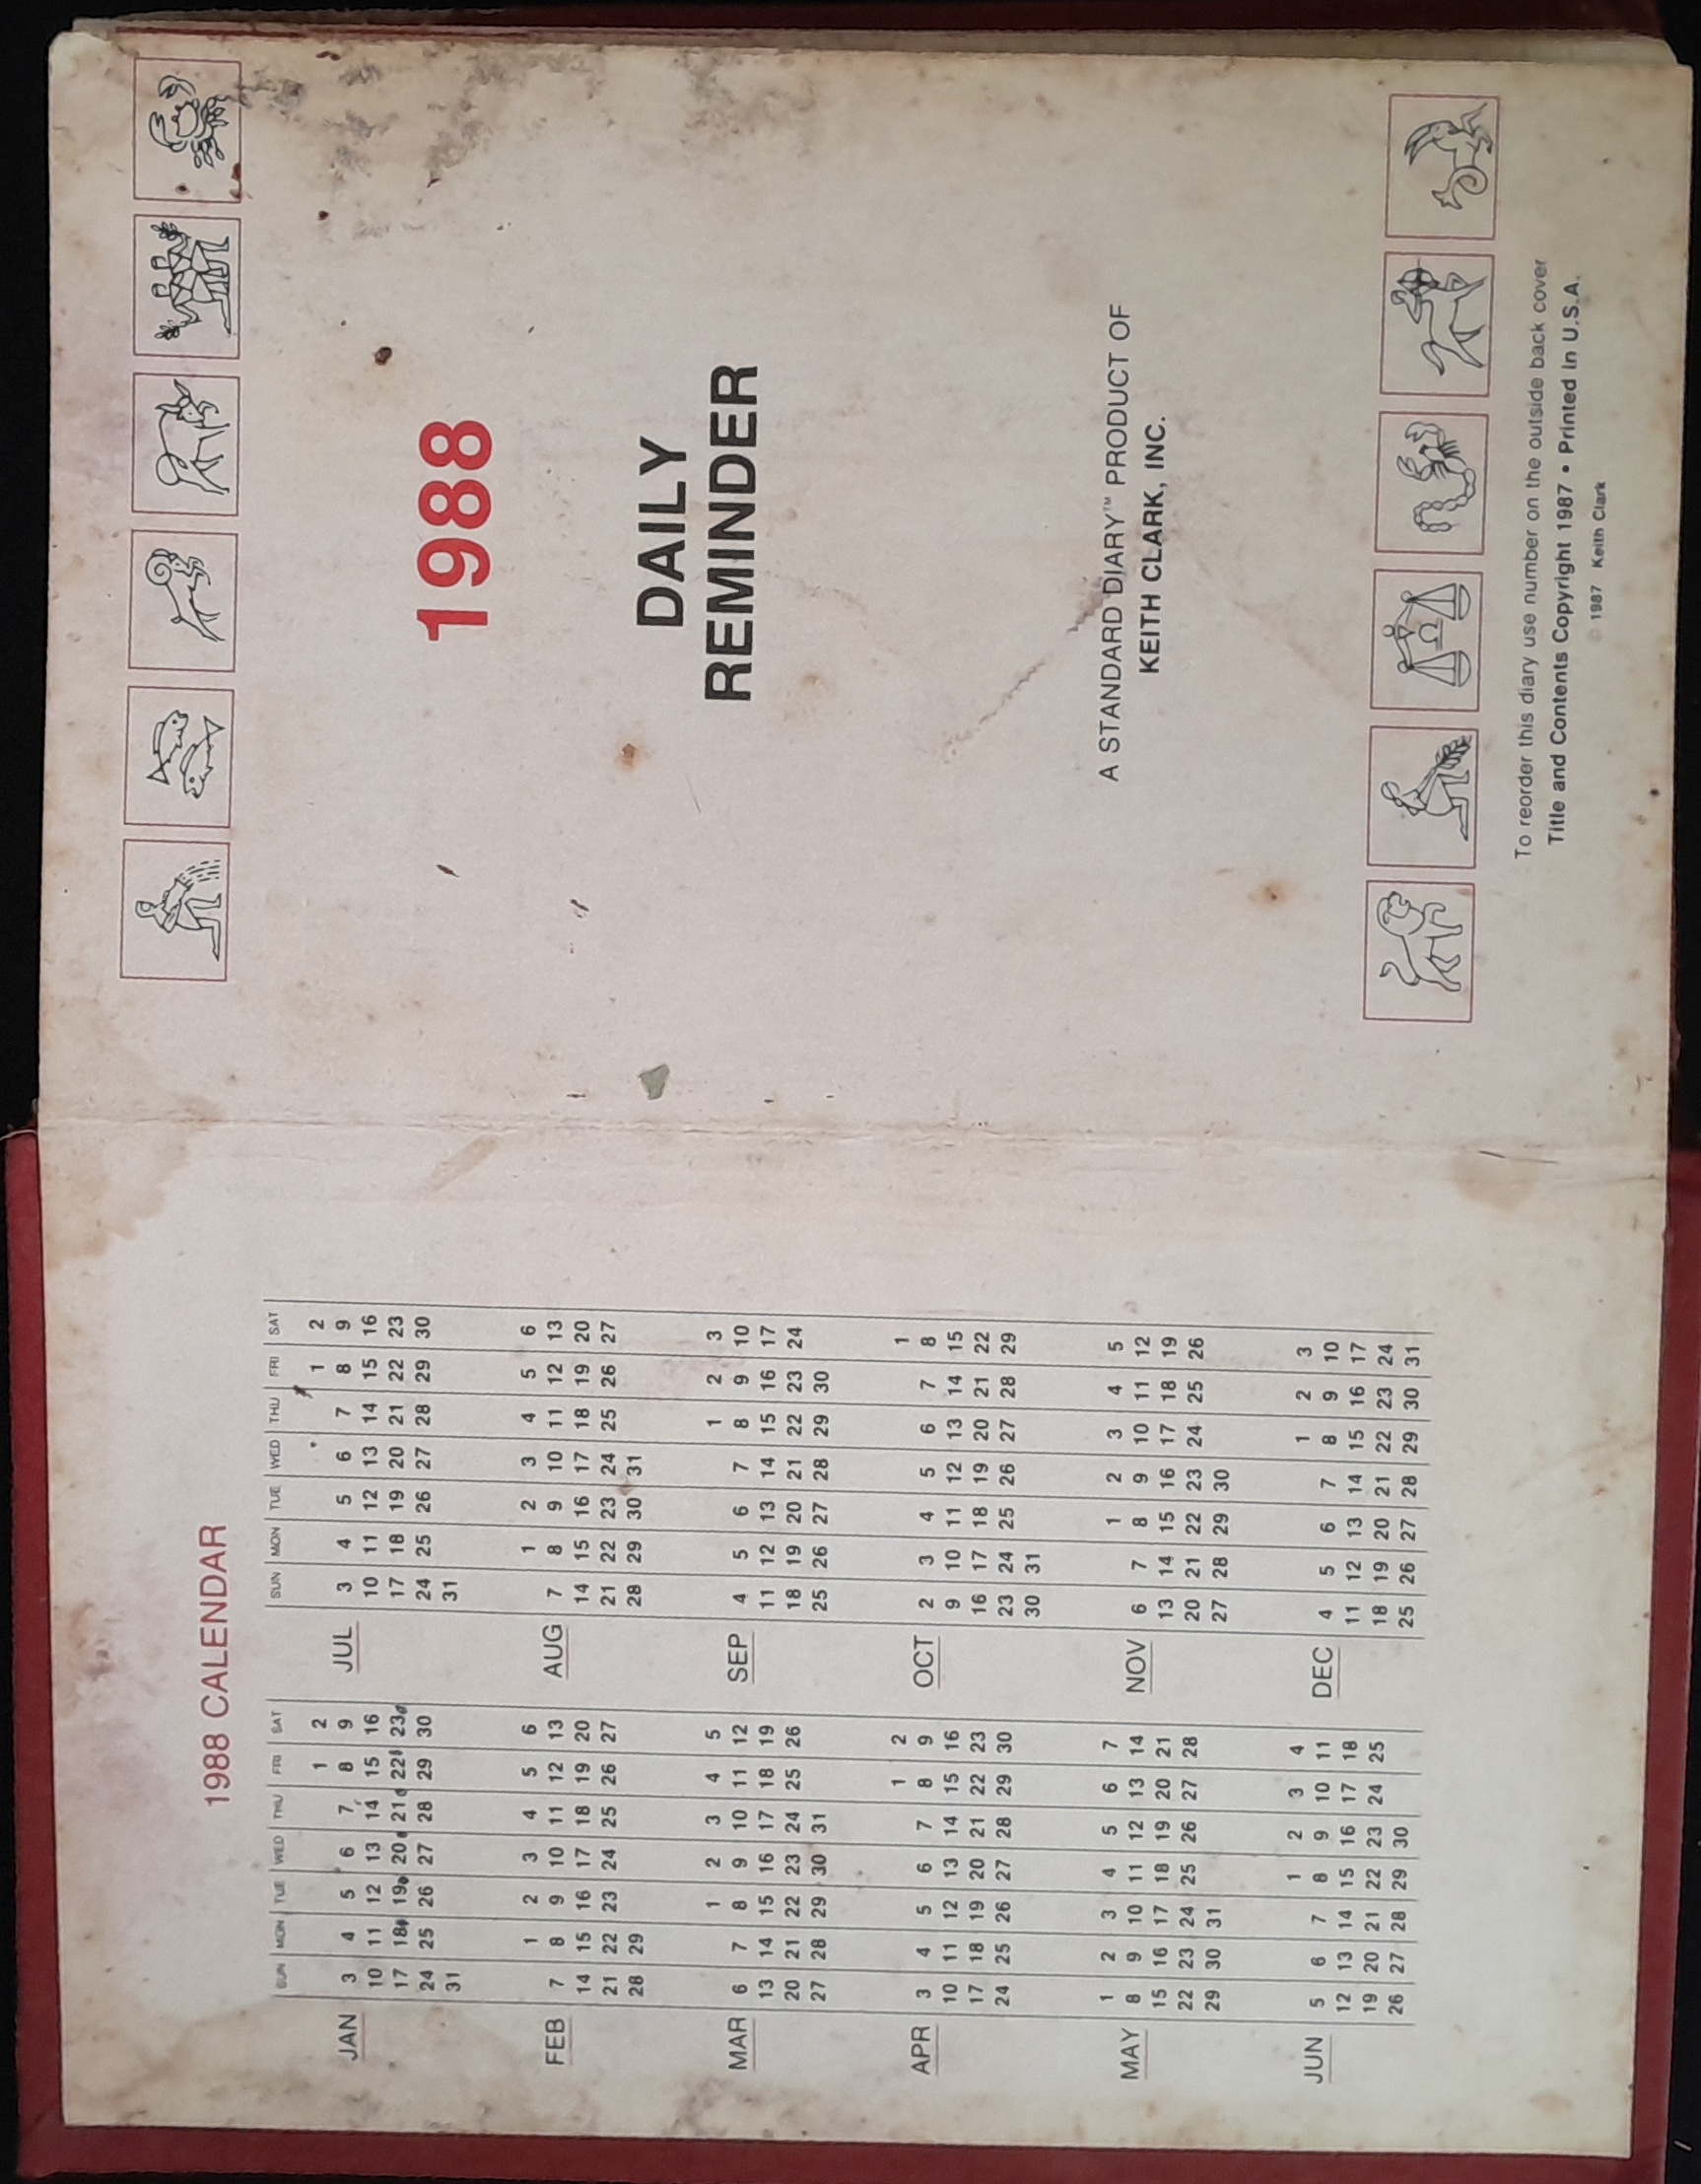 1988 CALENDAR
SUN MON TUE WED THU FRI SAT SUN MON TUE WED THU FRI SAT
1 2 1 2
JAN 3 4 5 6 7 8 9 JUL 3 4 5 6 7 8 9
10 11 12 13 14 15 16 10 11 12 13 14 15 16
17 18 19 20 21 22 23 17 18 19 20 21 22 23
24 25 26 27 28 29 30 24 25 26 27 28 29 30
31 31
1 2 3 4 5 6 1 2 3 4 5 6
FEB 7 8 9 10 11 12 13 AUG 7 8 9 10 11 12 13
14 15 16 17 18 19 20 14 15 16 17 18 19 20
21 22 23 24 25 26 27 21 22 23 24 25 26 27
28 29 28 29 30 31
1 2 3 4 5 1 2 3
MAR 6 7 8 9 10 11 12 SEP 4 5 6 7 8 9 10
13 14 15 16 17 18 19 11 12 13 14 15 16 17
20 21 22 23 24 25 26 18 19 20 21 22 23 24
27 28 29 30 31 25 26 27 28 29 30
1 2 1
APR 3 4 5 6 7 8 9 OCT 2 3 4 5 6 7 8
10 11 12 13 14 15 16 9 10 11 12 13 14 15
17 18 19 20 21 22 23 16 17 18 19 20 21 22
24 25 26 27 28 29 30 23 24 25 26 27 28 29
30 31
1 2 3 4 5 6 7 1 2 3 4 5
MAY 8 9 10 11 12 13 14 NOV 6 7 8 9 10 11 12
15 16 17 18 19 20 21 13 14 15 16 17 18 19
22 23 24 25 26 27 28 20 21 22 23 24 25 26
29 30 31 27 28 29 30
1 2 3 4 1 2 3
JUN 5 6 7 8 9 10 11 DEC 4 5 6 7 8 9 10
12 13 14 15 16 17 18 11 12 13 14 15 16 17
19 20 21 22 23 24 25 18 19 20 21 22 23 24
26 27 28 29 30 25 26 27 28 29 30 31
1988
DAILY
REMINDER
A STANDARD DIARY™ PRODUCT OF
KEITH CLARK, INC.
To reorder this diary use number on the outside back cover
Title and Contents Copyright 1987 • Printed in U.S.A.
© 1987 Keith Clark